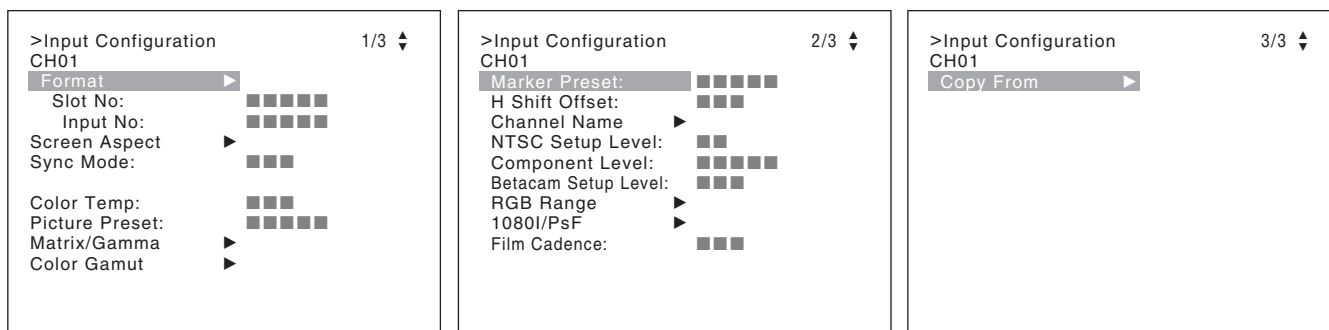 >Input Configuration 1/3
CH01
Format
Slot No:
Input No:
Screen Aspect
Sync Mode:
Color Temp:
Picture Preset:
Matrix/Gamma
Color Gamut
>Input Configuration 2/3
CH01
Marker Preset:
H Shift Offset:
Channel Name
NTSC Setup Level:
Component Level:
Betacam Setup Level:
RGB Range
1080I/PsF
Film Cadence:
>Input Configuration 3/3
CH01
Copy From